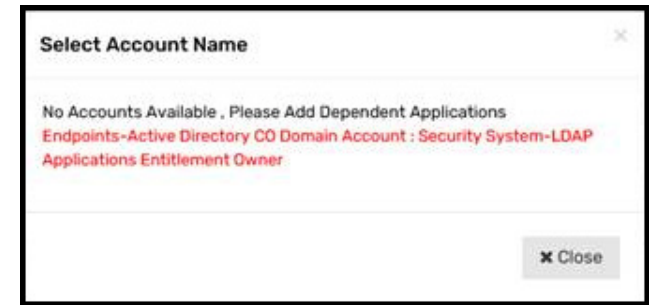 Select Account Name
×
No Accounts Available , Please Add Dependent Applications
Endpoints-Active Directory CO Domain Account : Security System-LDAP
Applications Entitlement Owner
✖ Close